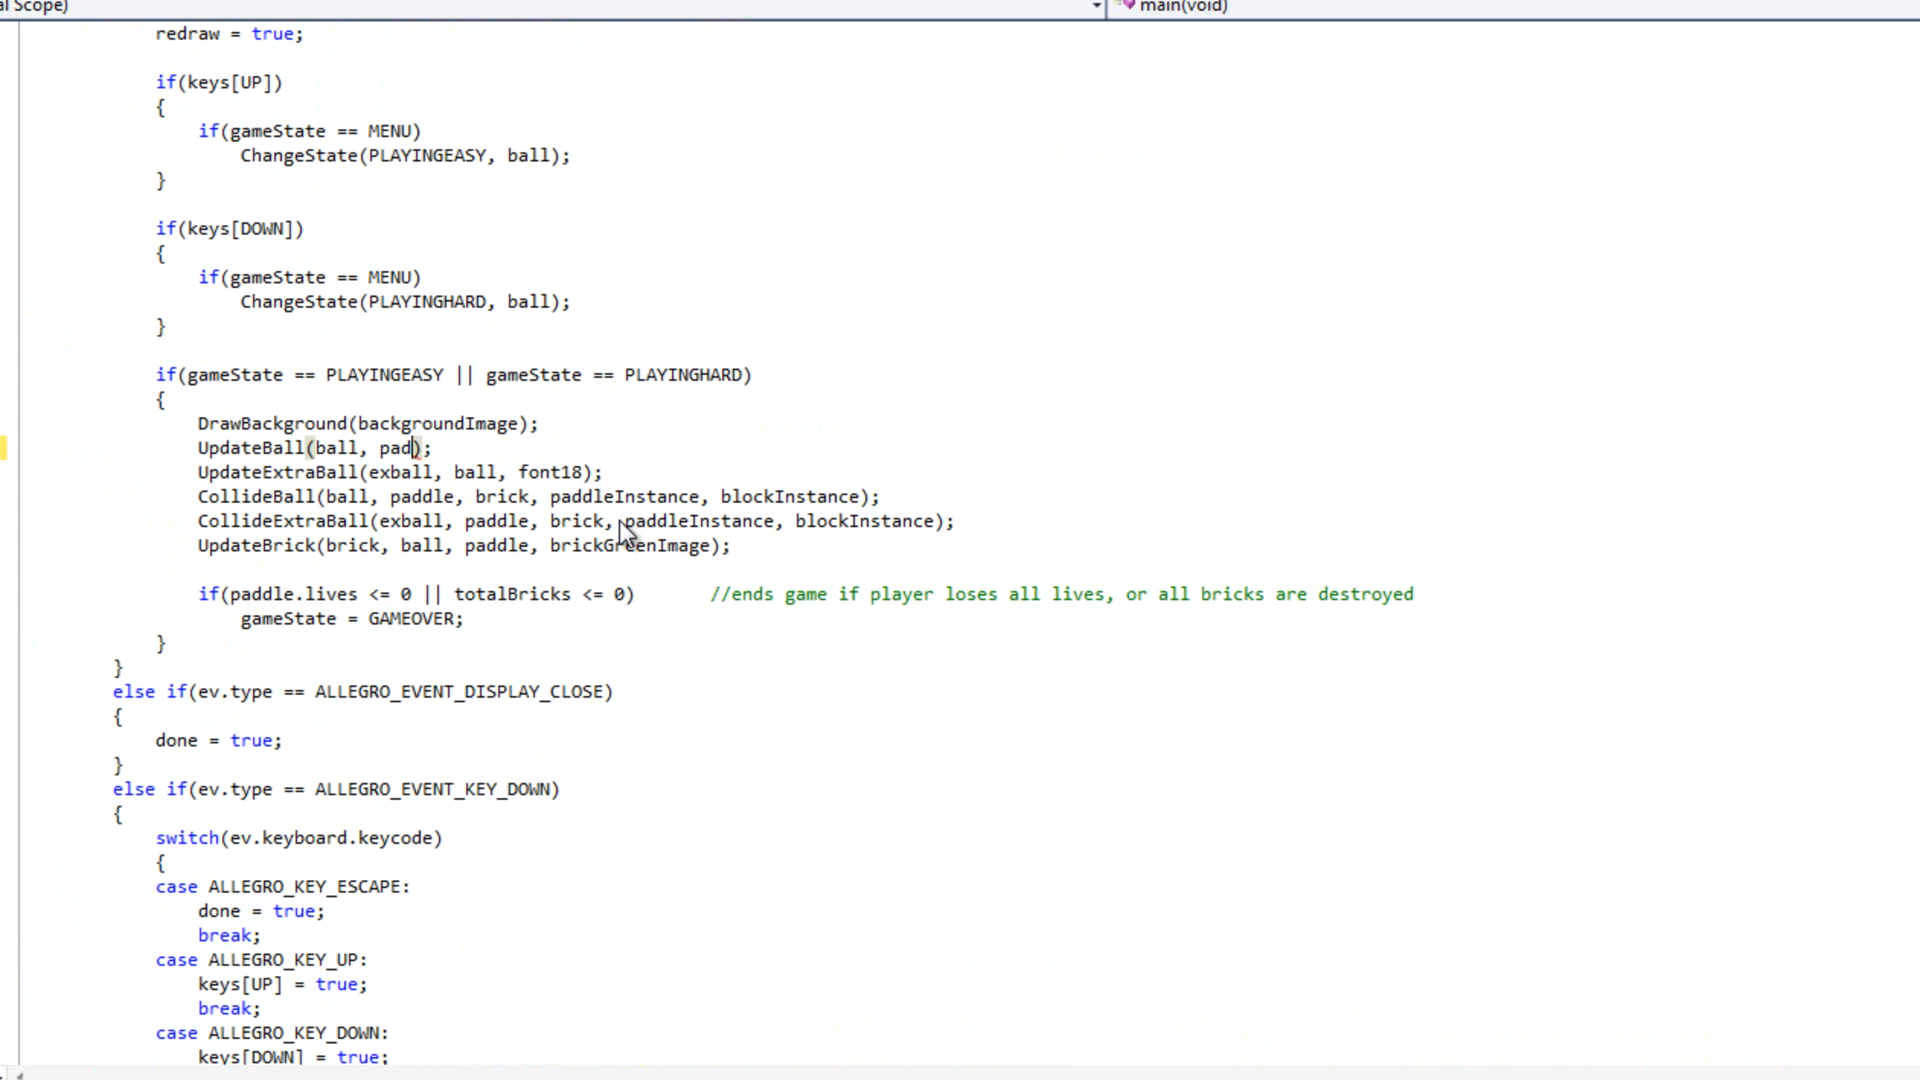 al Scope)
main(void)
redraw = true;
if(keys[UP])
{
if(gameState == MENU)
ChangeState(PLAYINGEASY, ball);
}
if(keys[DOWN])
{
if(gameState == MENU)
ChangeState(PLAYINGHARD, ball);
}
if(gameState == PLAYINGEASY || gameState == PLAYINGHARD)
{
DrawBackground(backgroundImage);
UpdateBall(ball, pad);
UpdateExtraBall(exball, ball, font18);
CollideBall(ball, paddle, brick, paddleInstance, blockInstance);
CollideExtraBall(exball, paddle, brick, paddleInstance, blockInstance);
UpdateBrick(brick, ball, paddle, brickGreenImage);
if(paddle.lives <= 0 || totalBricks <= 0) //ends game if player loses all lives, or all bricks are destroyed
gameState = GAMEOVER;
}
}
else if(ev.type == ALLEGRO_EVENT_DISPLAY_CLOSE)
{
done = true;
}
else if(ev.type == ALLEGRO_EVENT_KEY_DOWN)
{
switch(ev.keyboard.keycode)
{
case ALLEGRO_KEY_ESCAPE:
done = true;
break;
case ALLEGRO_KEY_UP:
keys[UP] = true;
break;
case ALLEGRO_KEY_DOWN:
keys[DOWN] = true;